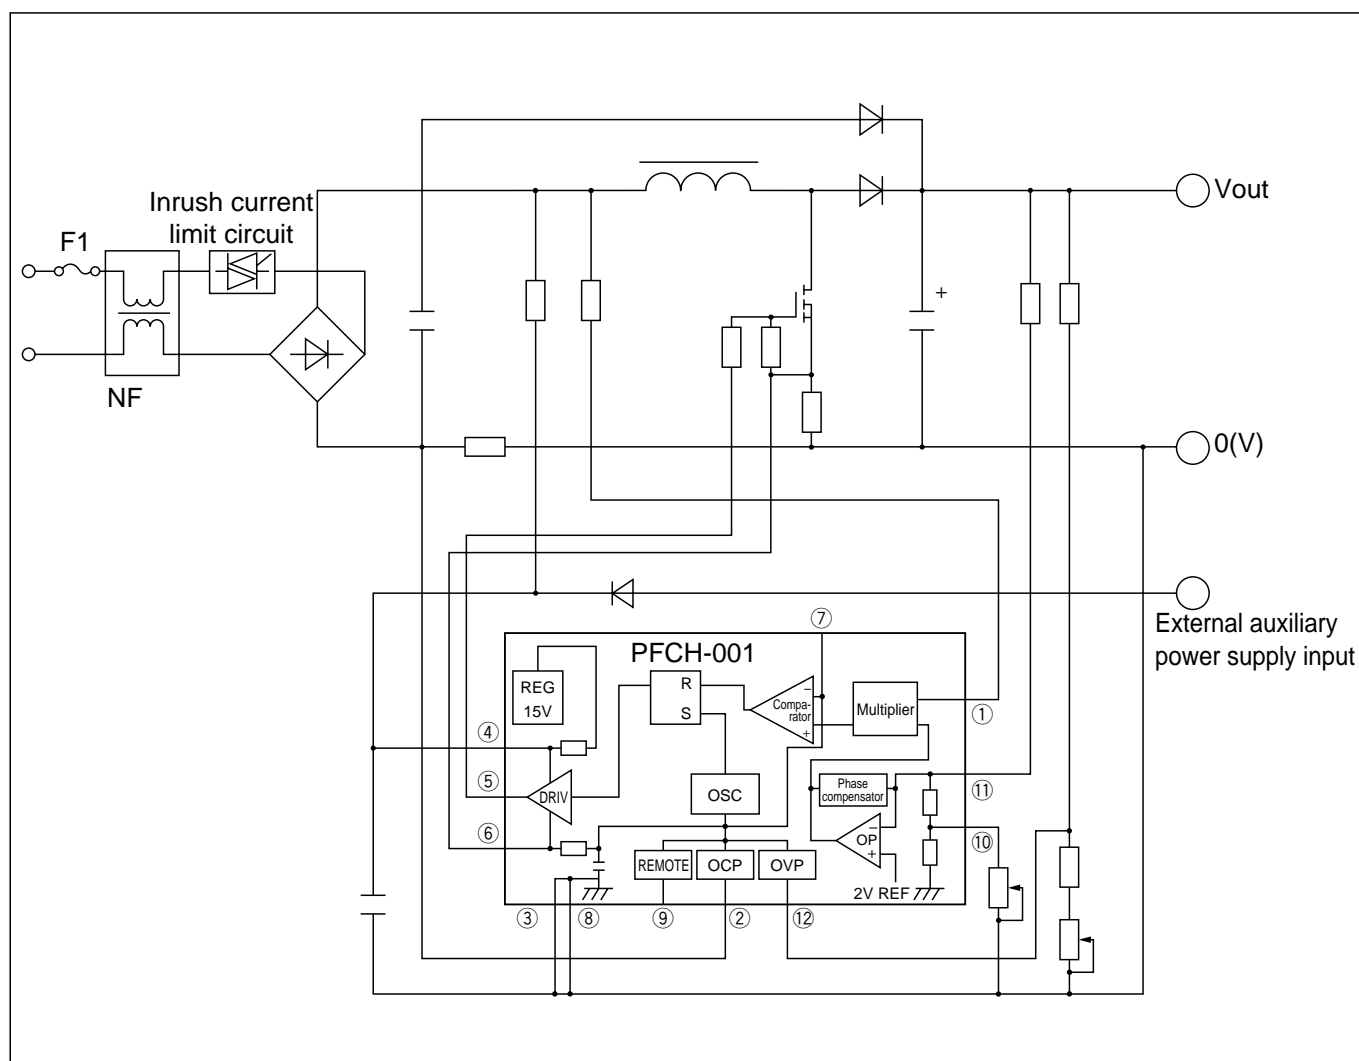 Inrush current
limit circuit
F1
NF
+
Vout
0(V)
External auxiliary
power supply input
⑦
PFCH-001
REG
15V
R
S
Compa-
rator
−
+
Multiplier
①
④
⑤
⑥
DRIV
OSC
Phase
compensator
⑪
⑩
−
OP
+
2V REF
REMOTE
OCP
OVP
③
⑧
⑨
②
⑫